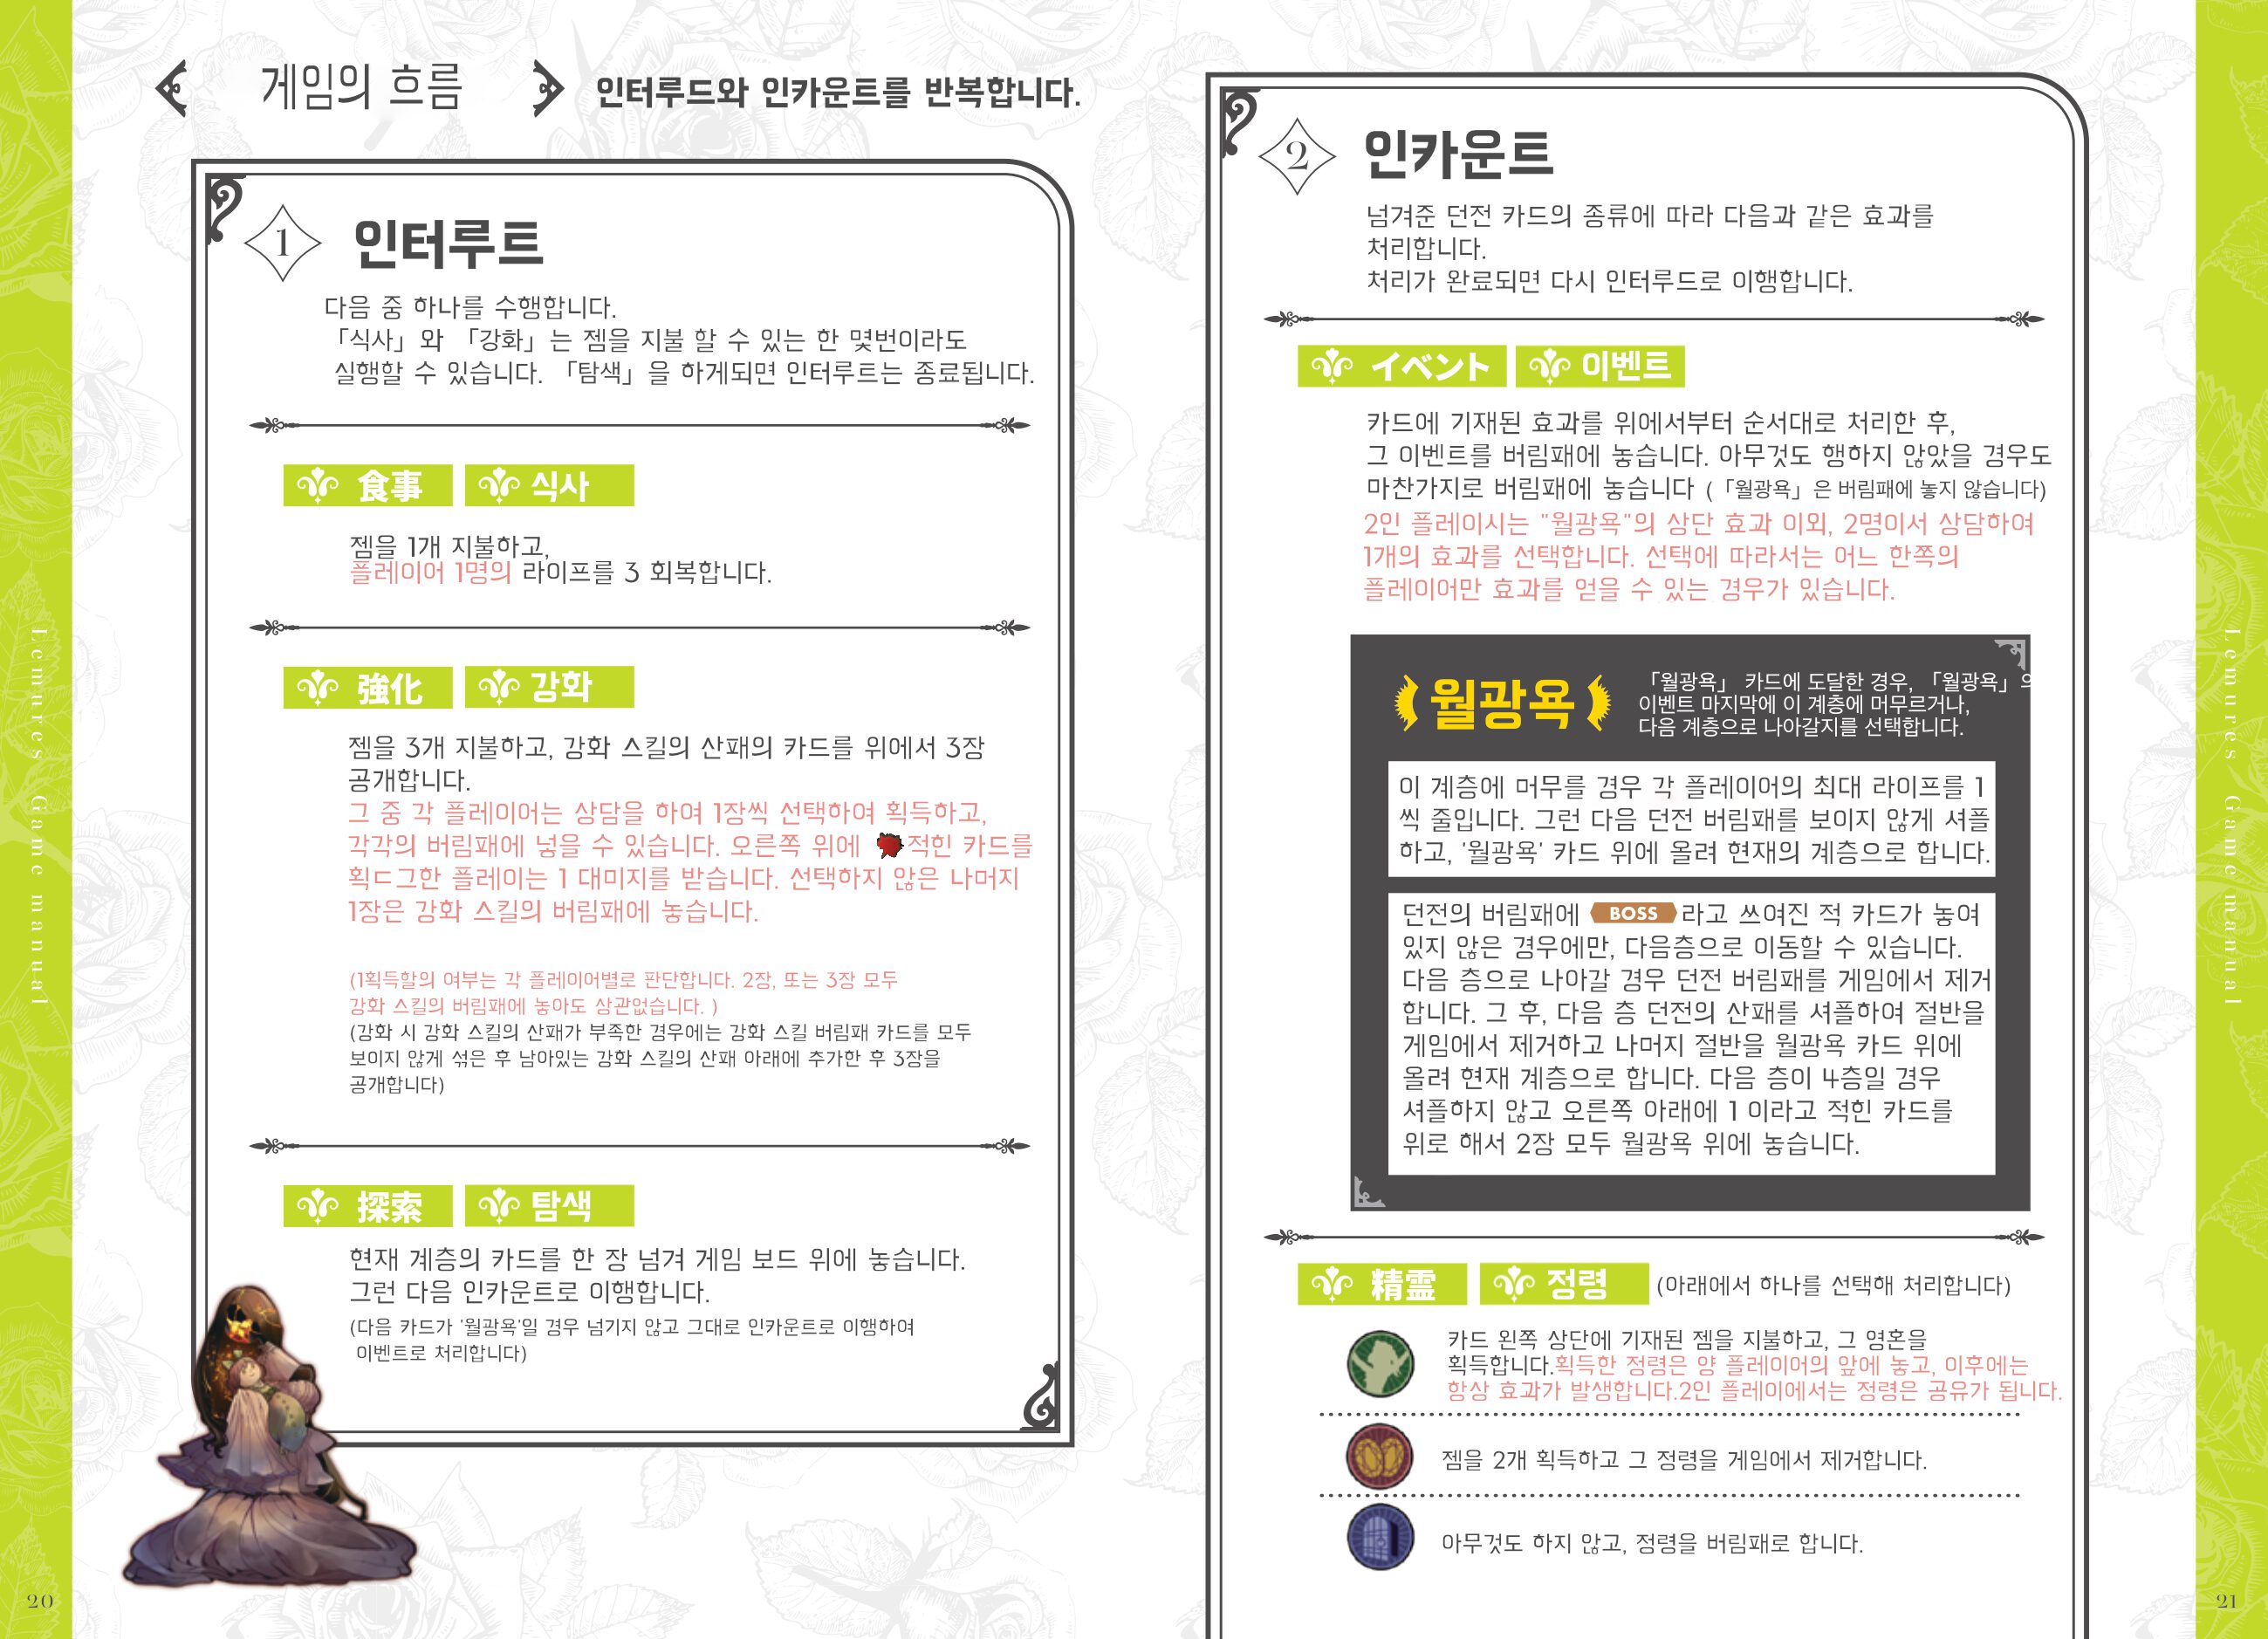 게임의 흐름
인터루드와 인카운트를 반복합니다.
1
인터루트
다음 중 하나를 수행합니다.
「식사」와 「강화」는 젬을 지불 할 수 있는 한 몇번이라도
실행할 수 있습니다. 「탐색」을 하게되면 인터루트는 종료됩니다.
食事 식사
젬을 1개 지불하고,
플레이어 1명의 라이프를 3 회복합니다.
強化 강화
젬을 3개 지불하고, 강화 스킬의 산패의 카드를 위에서 3장
공개합니다.
그 중 각 플레이어는 상담을 하여 1장씩 선택하여 획득하고,
각각의 버림패에 넣을 수 있습니다. 오른쪽 위에 적힌 카드를
획ㄷ그한 플레이는 1 대미지를 받습니다. 선택하지 않은 나머지
1장은 강화 스킬의 버림패에 놓습니다.
(1획득할의 여부는 각 플레이어별로 판단합니다. 2장, 또는 3장 모두
강화 스킬의 버림패에 놓아도 상관없습니다. )
(강화 시 강화 스킬의 산패가 부족한 경우에는 강화 스킬 버림패 카드를 모두
보이지 않게 섞은 후 남아있는 강화 스킬의 산패 아래에 추가한 후 3장을
공개합니다)
探索 탐색
현재 계층의 카드를 한 장 넘겨 게임 보드 위에 놓습니다.
그런 다음 인카운트로 이행합니다.
(다음 카드가 '월광욕'일 경우 넘기지 않고 그대로 인카운트로 이행하여
이벤트로 처리합니다)
Lemures Game manual
20
2
인카운트
넘겨준 던전 카드의 종류에 따라 다음과 같은 효과를
처리합니다.
처리가 완료되면 다시 인터루드로 이행합니다.
イベント 이벤트
카드에 기재된 효과를 위에서부터 순서대로 처리한 후,
그 이벤트를 버림패에 놓습니다. 아무것도 행하지 않았을 경우도
마찬가지로 버림패에 놓습니다 (「월광욕」은 버림패에 놓지 않습니다)
2인 플레이시는 "월광욕"의 상단 효과 이외, 2명이서 상담하여
1개의 효과를 선택합니다. 선택에 따라서는 어느 한쪽의
플레이어만 효과를 얻을 수 있는 경우가 있습니다.
월광욕
「월광욕」 카드에 도달한 경우, 「월광욕」의
이벤트 마지막에 이 계층에 머무르거나,
다음 계층으로 나아갈지를 선택합니다.
이 계층에 머무를 경우 각 플레이어의 최대 라이프를 1
씩 줄입니다. 그런 다음 던전 버림패를 보이지 않게 셔플
하고, '월광욕' 카드 위에 올려 현재의 계층으로 합니다.
던전의 버림패에 BOSS 라고 쓰여진 적 카드가 놓여
있지 않은 경우에만, 다음층으로 이동할 수 있습니다.
다음 층으로 나아갈 경우 던전 버림패를 게임에서 제거
합니다. 그 후, 다음 층 던전의 산패를 셔플하여 절반을
게임에서 제거하고 나머지 절반을 월광욕 카드 위에
올려 현재 계층으로 합니다. 다음 층이 4층일 경우
셔플하지 않고 오른쪽 아래에 1 이라고 적힌 카드를
위로 해서 2장 모두 월광욕 위에 놓습니다.
精霊 정령 (아래에서 하나를 선택해 처리합니다)
카드 왼쪽 상단에 기재된 젬을 지불하고, 그 영혼을
획득합니다.획득한 정령은 양 플레이어의 앞에 놓고, 이후에는
항상 효과가 발생합니다.2인 플레이에서는 정령은 공유가 됩니다.
젬을 2개 획득하고 그 정령을 게임에서 제거합니다.
아무것도 하지 않고, 정령을 버림패로 합니다.
Lemures Game manual
21